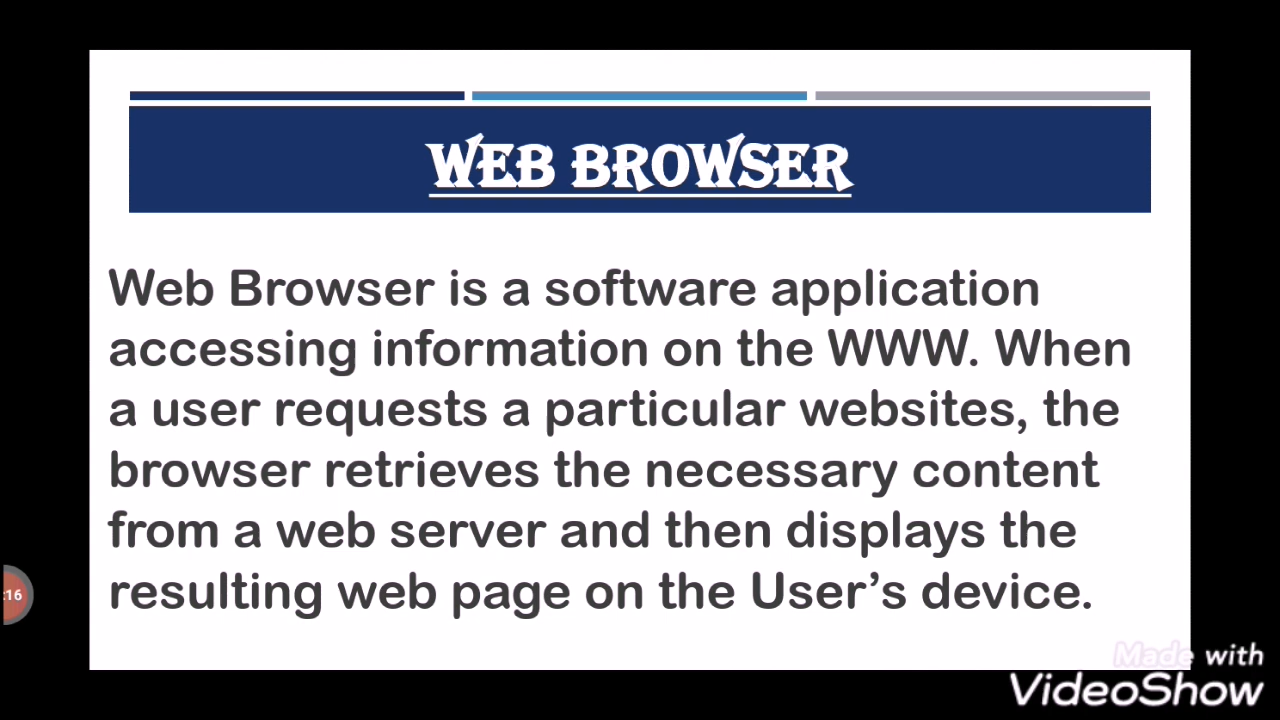 WEB BROWSER
Web Browser is a software application
accessing information on the WWW. When
a user requests a particular websites, the
browser retrieves the necessary content
from a web server and then displays the
resulting web page on the User's device.
:16
Made with
VideoShow